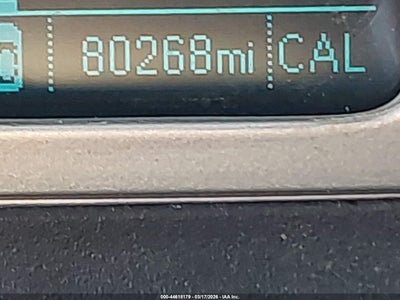 80268mi CAL
000-44618179 - 03/17/2026 - IAA Inc.